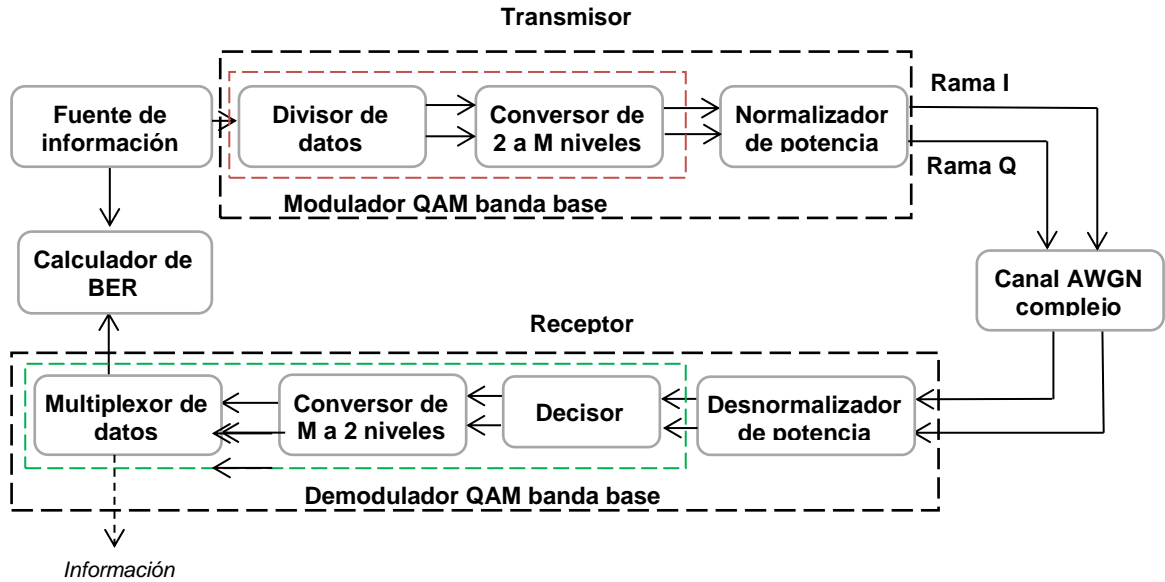 Transmisor
Fuente de
información
Divisor de
datos
Conversor de
2 a M niveles
Normalizador
de potencia
Rama I
Rama Q
Modulador QAM banda base
Calculador de
BER
Canal AWGN
complejo
Receptor
Multiplexor de
datos
Conversor de
M a 2 niveles
Decisor
Desnormalizador
de potencia
Demodulador QAM banda base
Información